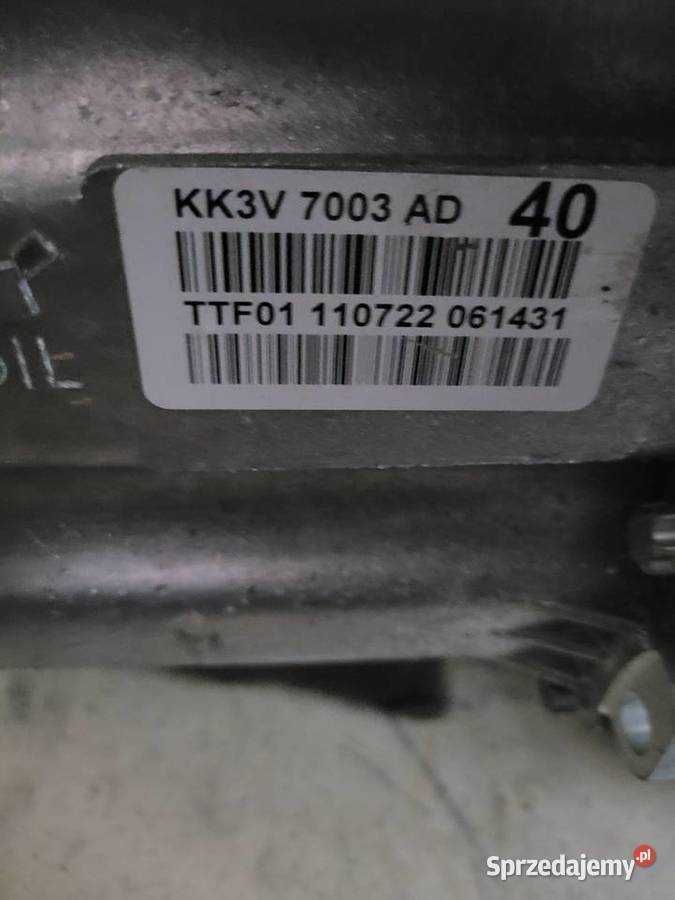 KK3V 7003 AD 40
TTF01 110722 061431
Sprzedajemy.pl